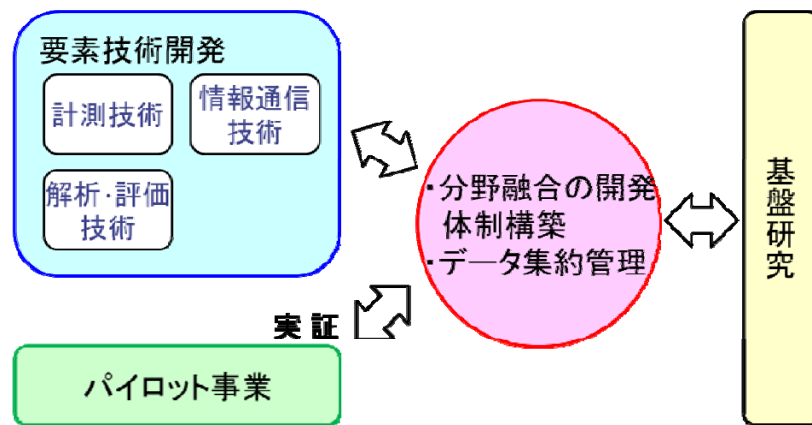 要素技術開発
計測技術
情報通信
技術
解析・評価
技術
・分野融合の開発
体制構築
・データ集約管理
基盤研究
実証
パイロット事業